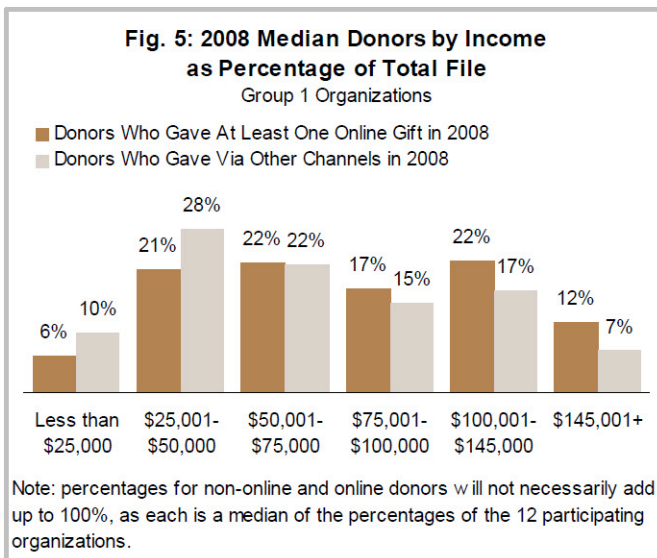 Fig. 5: 2008 Median Donors by Income
as Percentage of Total File
Group 1 Organizations
Donors Who Gave At Least One Online Gift in 2008
Donors Who Gave Via Other Channels in 2008
6%
10%
21%
28%
22%
22%
17%
15%
22%
17%
12%
7%
Less than
$25,000
$25,001-
$50,000
$50,001-
$75,000
$75,001-
$100,000
$100,001-
$145,000
$145,001+
Note: percentages for non-online and online donors will not necessarily add
up to 100%, as each is a median of the percentages of the 12 participating
organizations.